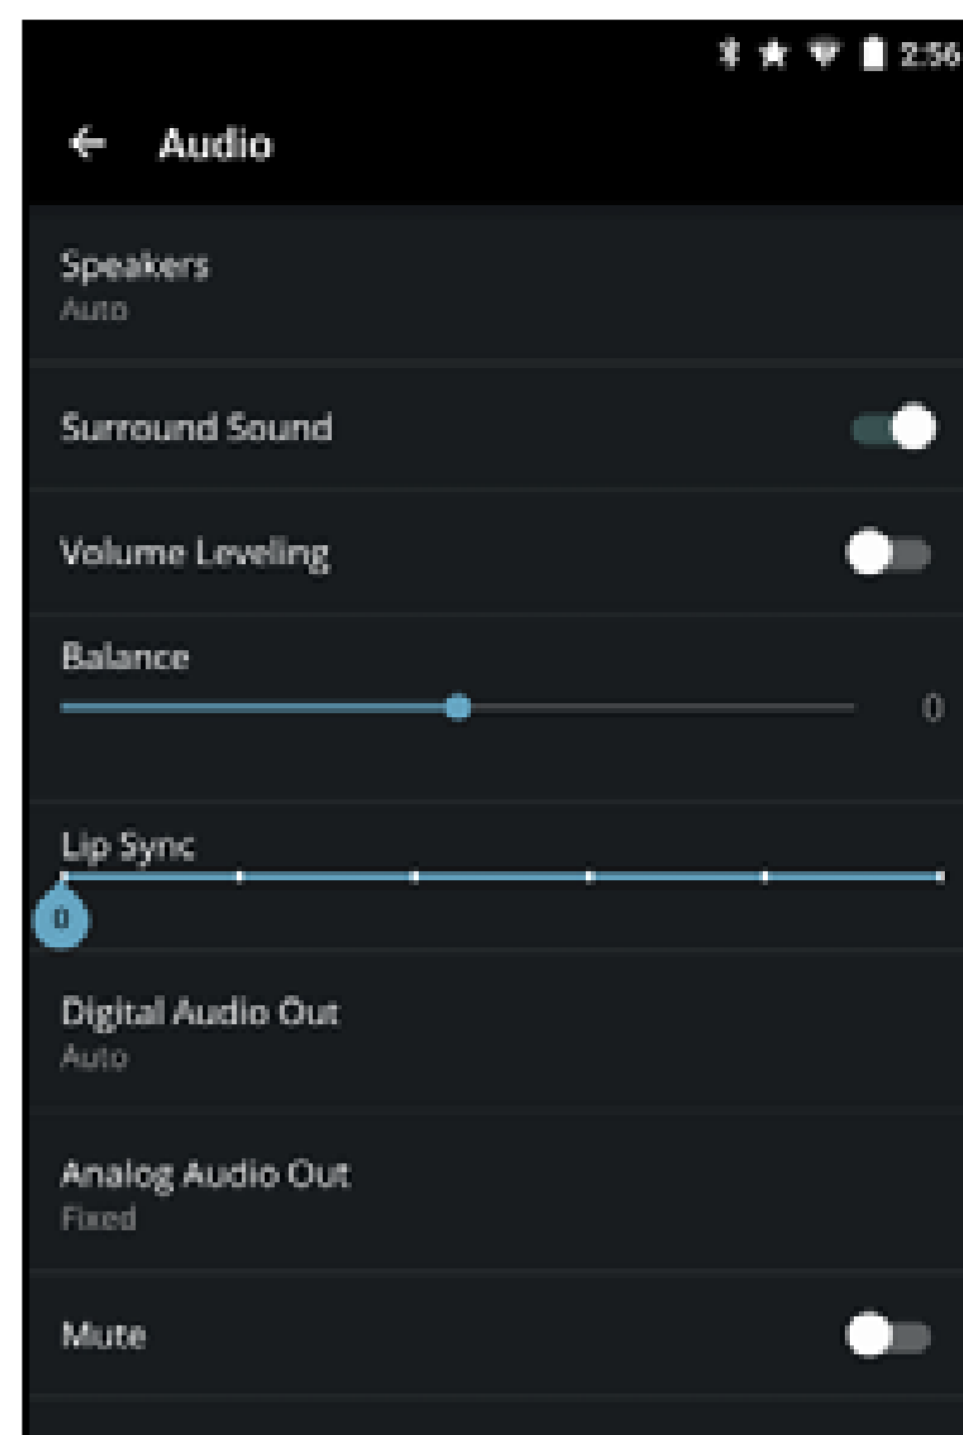 2:56
Audio
Speakers
Auto
Surround Sound
Volume Leveling
Balance
0
Lip Sync
0
Digital Audio Out
Auto
Analog Audio Out
Fixed
Mute